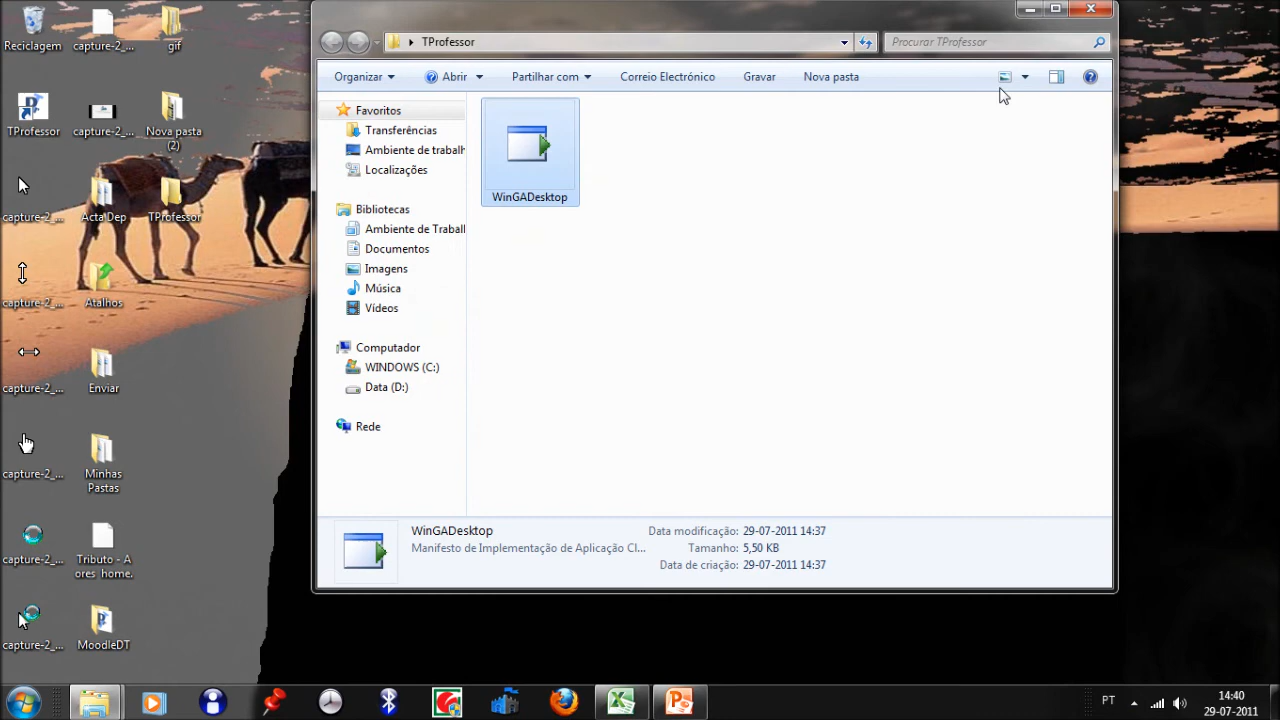 Reciclagem
capture-2_...
gif
TProfessor
capture-2_...
Nova pasta
(2)
capture-2_...
Acta Dep
TProfessor
capture-2_...
Atalhos
capture-2_...
Enviar
capture-2_...
Minhas
Pastas
capture-2_...
Tributo - A
ores_home.
capture-2_...
MoodleDT
TProfessor
Procurar TProfessor
Organizar
Abrir
Partilhar com
Correio Electrónico
Gravar
Nova pasta
Favoritos
Transferências
Ambiente de trabalh
Localizações
Bibliotecas
Ambiente de Trabal
Documentos
Imagens
Música
Vídeos
Computador
WINDOWS (C:)
Data (D:)
Rede
WinGADesktop
WinGADesktop
Manifesto de Implementação de Aplicação Cl...
Data modificação: 29-07-2011 14:37
Tamanho: 5,50 KB
Data de criação: 29-07-2011 14:37
PT
14:40
29-07-2011